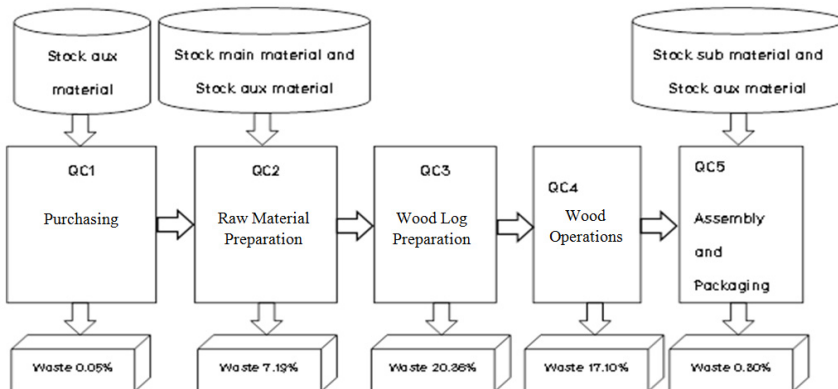 Stock aux
material
Stock main material and
Stock aux material
Stock sub material and
Stock aux material
QC1
Purchasing
QC2
Raw Material
Preparation
QC3
Wood Log
Preparation
QC4
Wood
Operations
QC5
Assembly
and
Packaging
Waste 0.05%
Waste 7.19%
Waste 20.36%
Waste 17.10%
Waste 0.80%